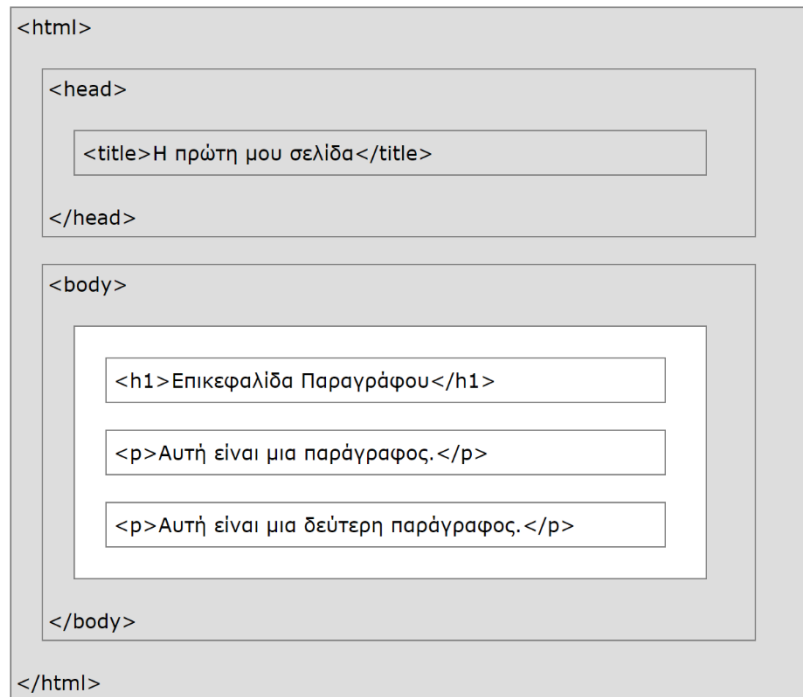 <html>
<head>
<title>Η πρώτη μου σελίδα</title>
</head>
<body>
<h1>Επικεφαλίδα Παραγράφου</h1>
<p>Αυτή είναι μια παράγραφος.</p>
<p>Αυτή είναι μια δεύτερη παράγραφος.</p>
</body>
</html>